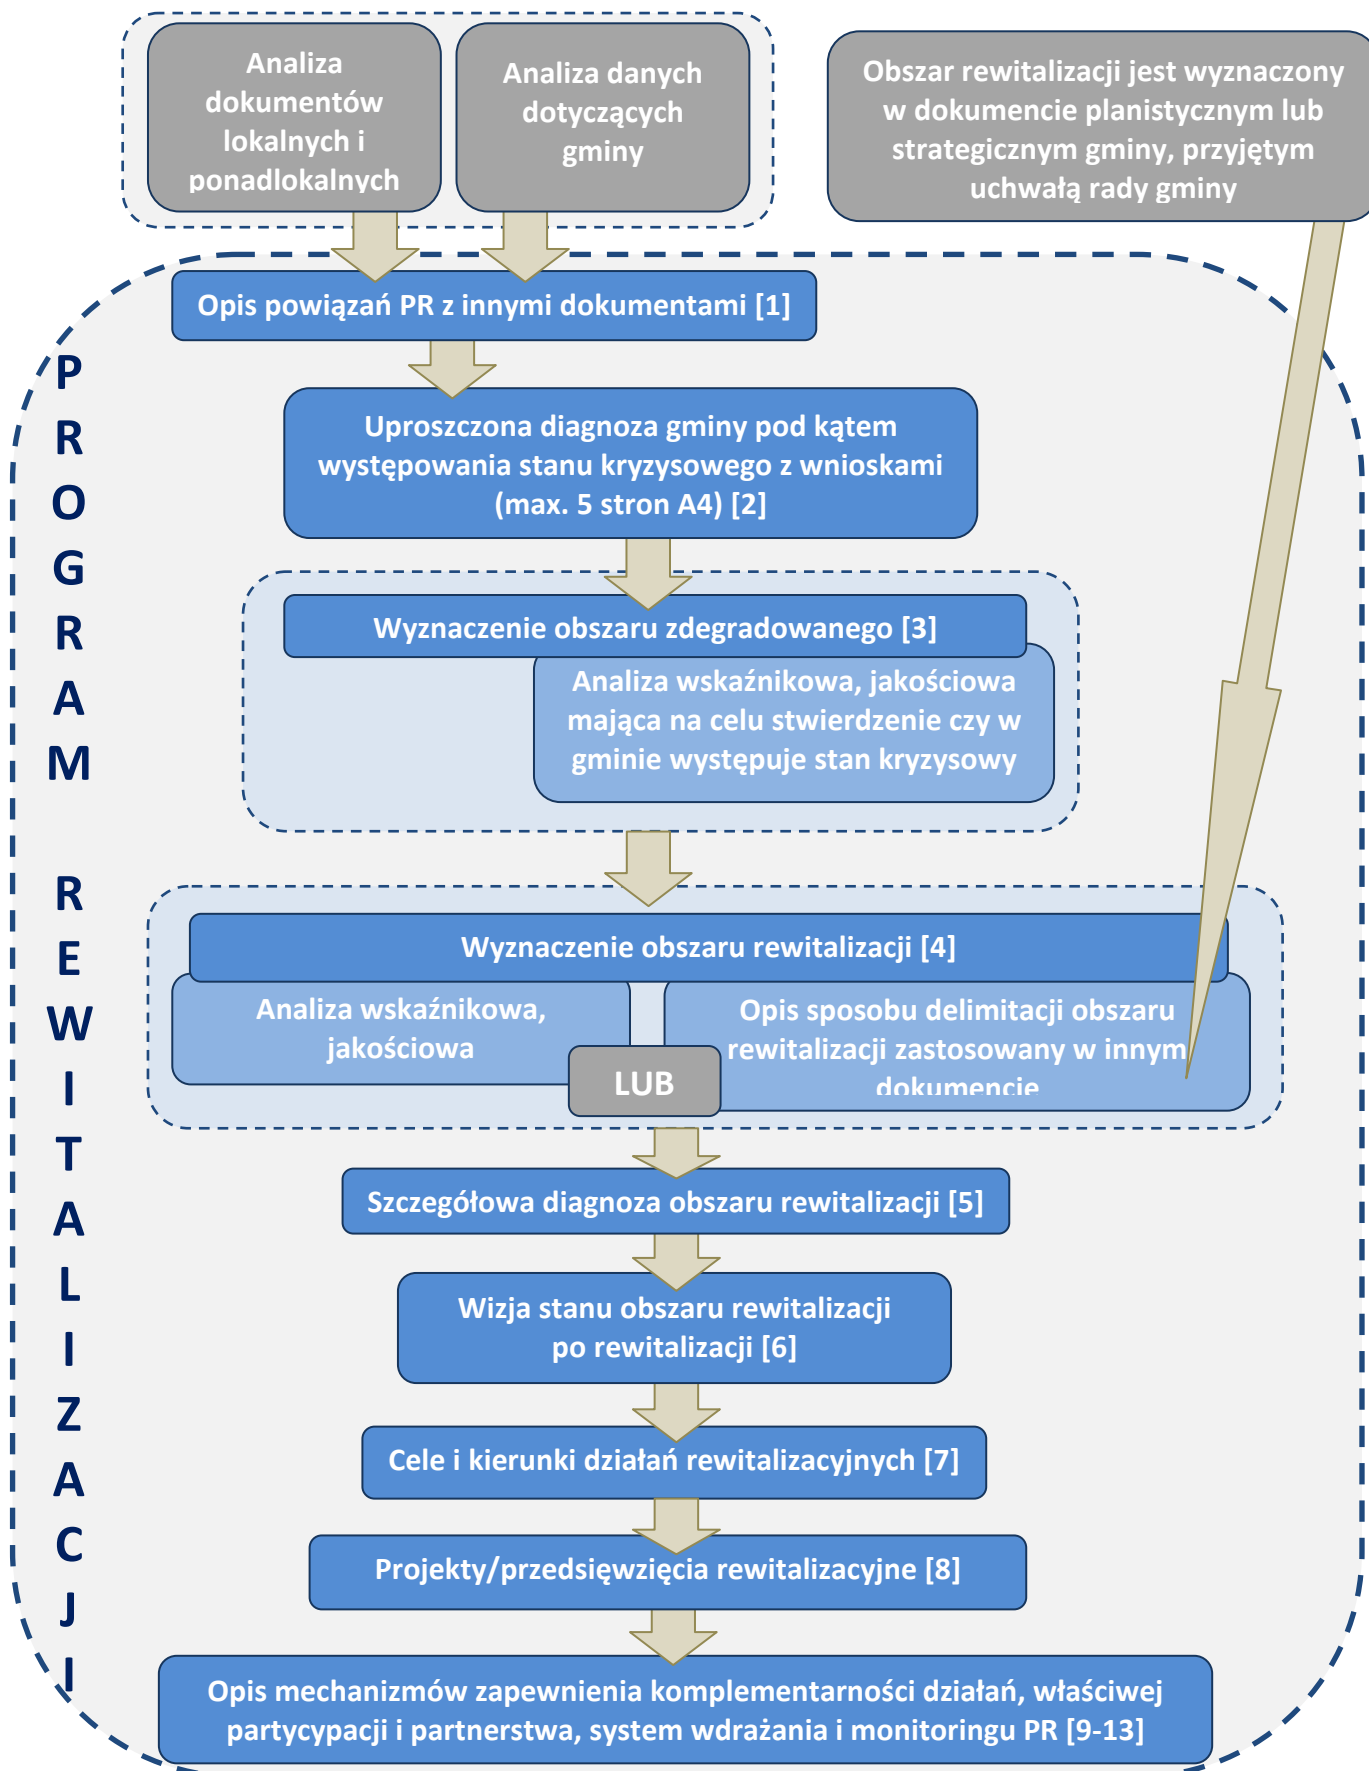 Analiza
dokumentów
lokalnych i
ponadlokalnych
Analiza danych
dotyczących
gminy
Obszar rewitalizacji jest wyznaczony
w dokumencie planistycznym lub
strategicznym gminy, przyjętym
uchwałą rady gminy
Opis powiązań PR z innymi dokumentami [1]
Uproszczona diagnoza gminy pod kątem
występowania stanu kryzysowego z wnioskami
(max. 5 stron A4) [2]
Wyznaczenie obszaru zdegradowanego [3]
Analiza wskaźnikowa, jakościowa
mająca na celu stwierdzenie czy w
gminie występuje stan kryzysowy
Wyznaczenie obszaru rewitalizacji [4]
Analiza wskaźnikowa,
jakościowa
LUB
Opis sposobu delimitacji obszaru
rewitalizacji zastosowany w innym
dokumencie
Szczegółowa diagnoza obszaru rewitalizacji [5]
Wizja stanu obszaru rewitalizacji
po rewitalizacji [6]
Cele i kierunki działań rewitalizacyjnych [7]
Projekty/przedsięwzięcia rewitalizacyjne [8]
Opis mechanizmów zapewnienia komplementarności działań, właściwej
partycypacji i partnerstwa, system wdrażania i monitoringu PR [9-13]
P
R
O
G
R
A
M
R
E
W
I
T
A
L
I
Z
A
C
J
I